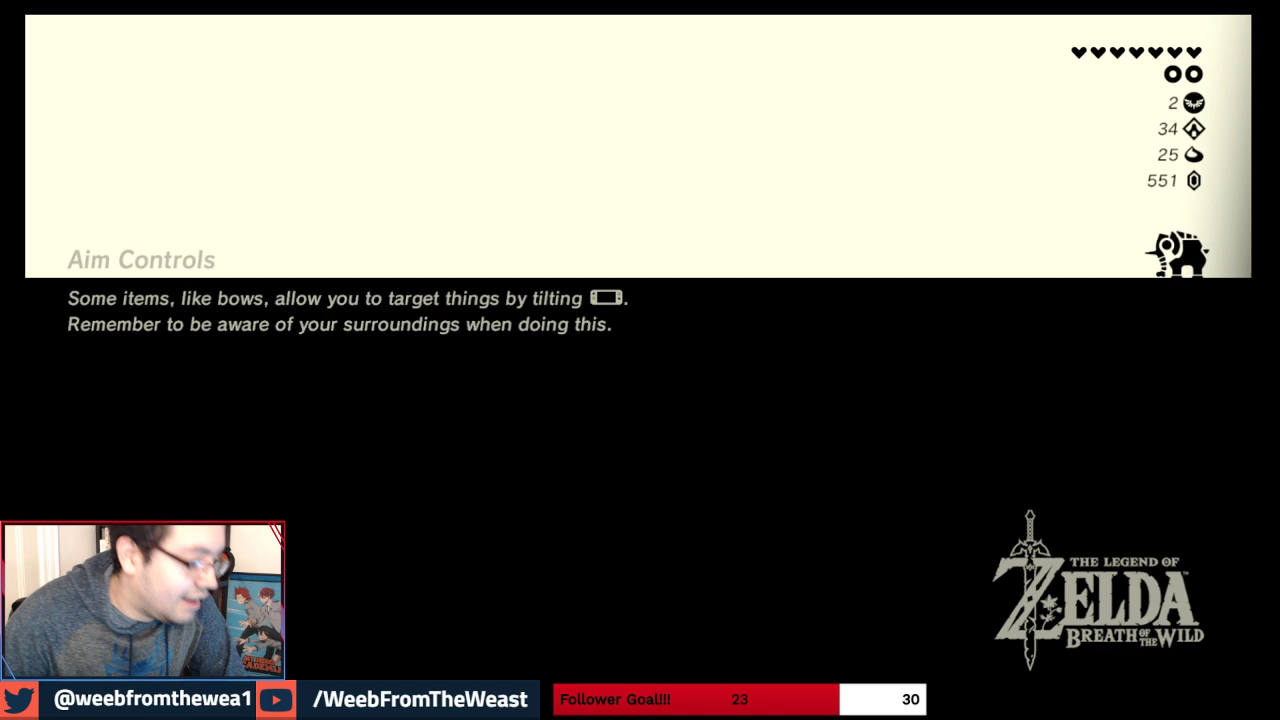 2
34
25
551
Aim Controls
Some items, like bows, allow you to target things by tilting .
Remember to be aware of your surroundings when doing this.
THE LEGEND OF
ZELDA
BREATH OF THE WILD
@weebfromthewea1
/WeebFromTheWeast
Follower Goal!!! 23 30